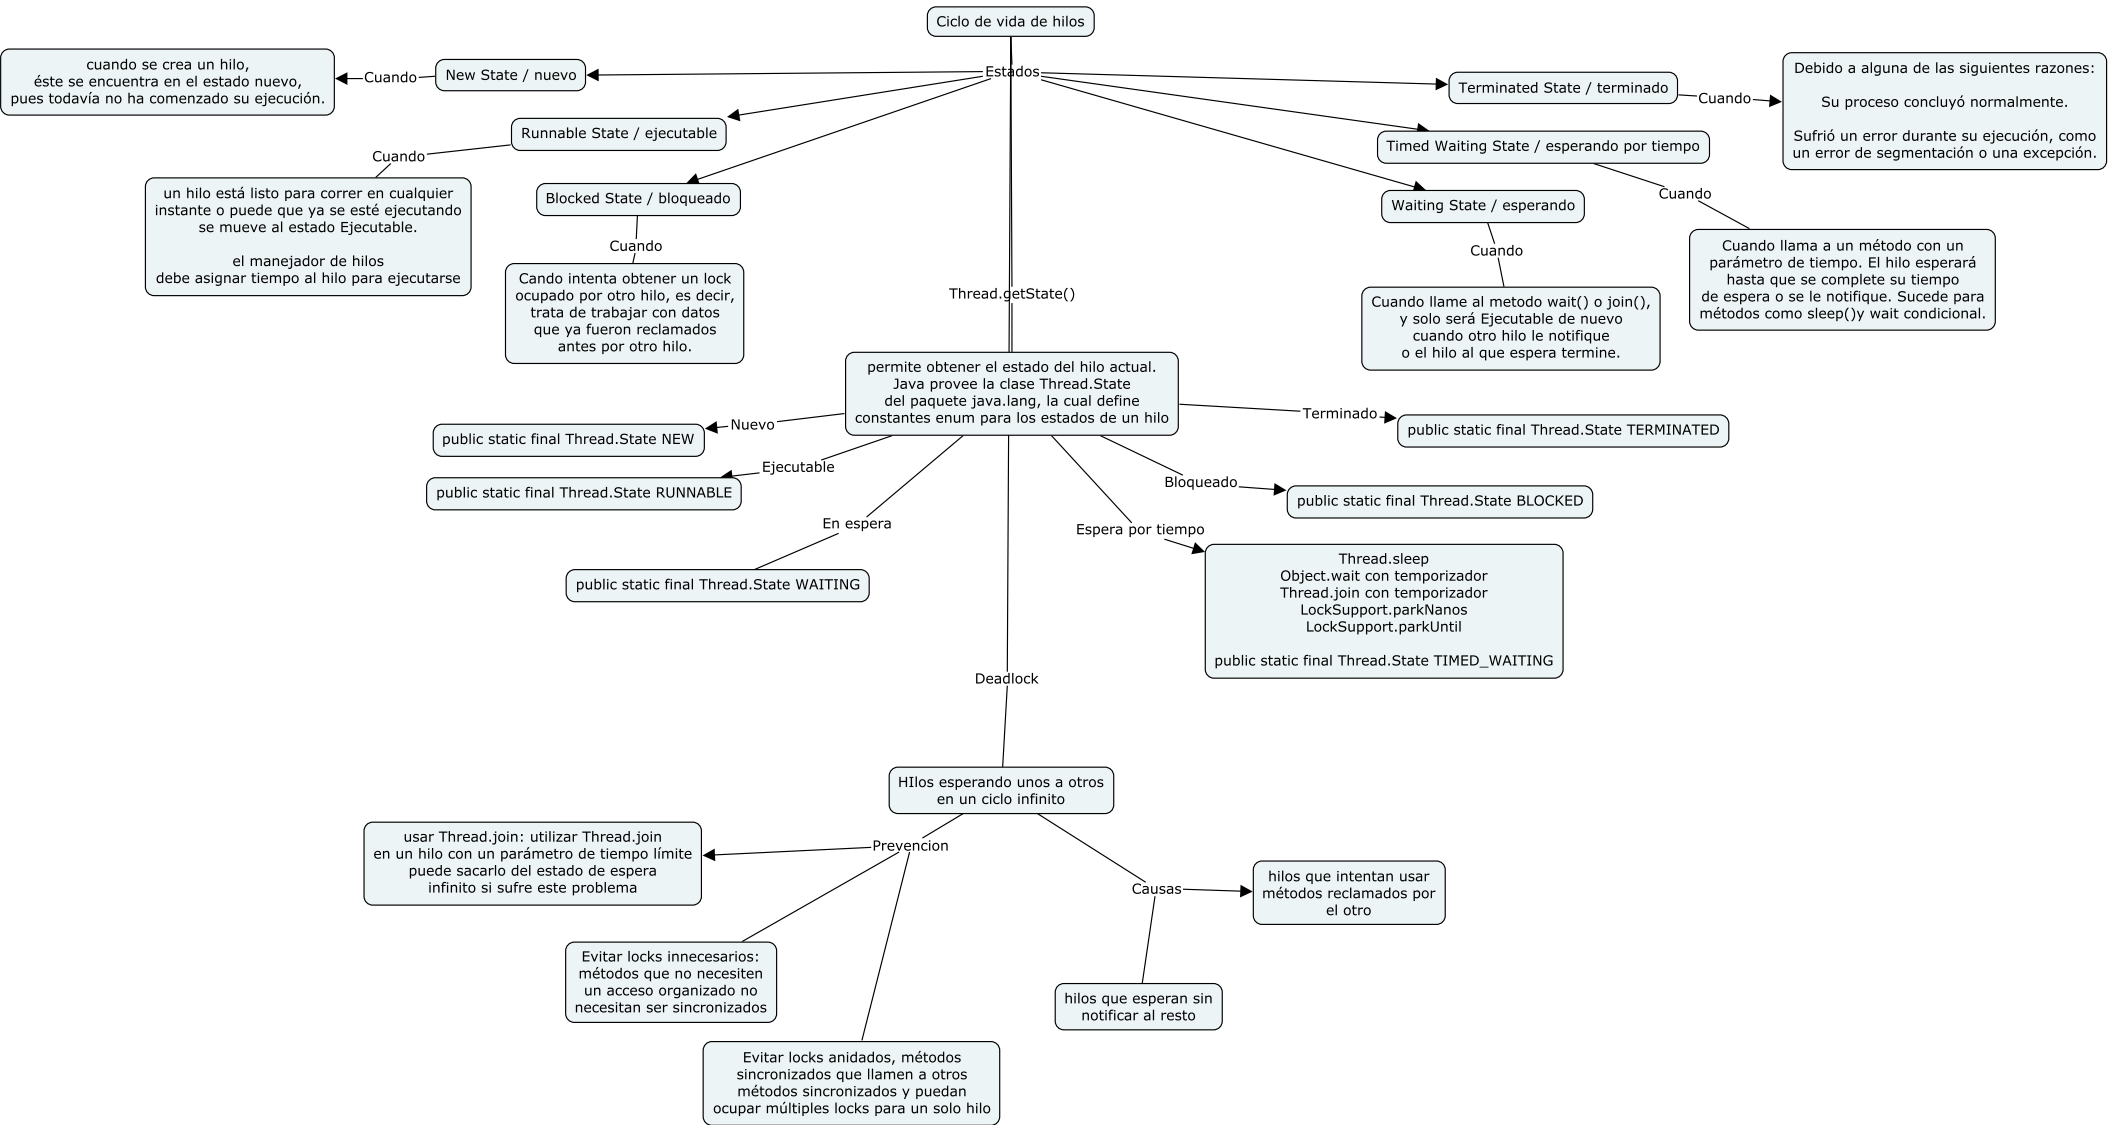 Ciclo de vida de hilos
Estados
cuando se crea un hilo,
éste se encuentra en el estado nuevo,
pues todavía no ha comenzado su ejecución.
Cuando
New State / nuevo
Terminated State / terminado
Cuando
Debido a alguna de las siguientes razones:
Su proceso concluyó normalmente.
Sufrió un error durante su ejecución, como
un error de segmentación o una excepción.
Runnable State / ejecutable
Cuando
un hilo está listo para correr en cualquier
instante o puede que ya se esté ejecutando
se mueve al estado Ejecutable.
el manejador de hilos
debe asignar tiempo al hilo para ejecutarse
Timed Waiting State / esperando por tiempo
Cuando
Cuando llama a un método con un
parámetro de tiempo. El hilo esperará
hasta que se complete su tiempo
de espera o se le notifique. Sucede para
métodos como sleep()y wait condicional.
Blocked State / bloqueado
Cuando
Cando intenta obtener un lock
ocupado por otro hilo, es decir,
trata de trabajar con datos
que ya fueron reclamados
antes por otro hilo.
Waiting State / esperando
Cuando
Cuando llame al metodo wait() o join(),
y solo será Ejecutable de nuevo
cuando otro hilo le notifique
o el hilo al que espera termine.
Thread.getState()
permite obtener el estado del hilo actual.
Java provee la clase Thread.State
del paquete java.lang, la cual define
constantes enum para los estados de un hilo
Nuevo
public static final Thread.State NEW
Terminado
public static final Thread.State TERMINATED
Ejecutable
public static final Thread.State RUNNABLE
Bloqueado
public static final Thread.State BLOCKED
En espera
public static final Thread.State WAITING
Espera por tiempo
Thread.sleep
Object.wait con temporizador
Thread.join con temporizador
LockSupport.parkNanos
LockSupport.parkUntil
public static final Thread.State TIMED_WAITING
Deadlock
HIlos esperando unos a otros
en un ciclo infinito
Prevencion
usar Thread.join: utilizar Thread.join
en un hilo con un parámetro de tiempo límite
puede sacarlo del estado de espera
infinito si sufre este problema
Evitar locks innecesarios:
métodos que no necesiten
un acceso organizado no
necesitan ser sincronizados
Evitar locks anidados, métodos
sincronizados que llamen a otros
métodos sincronizados y puedan
ocupar múltiples locks para un solo hilo
Causas
hilos que intentan usar
métodos reclamados por
el otro
hilos que esperan sin
notificar al resto